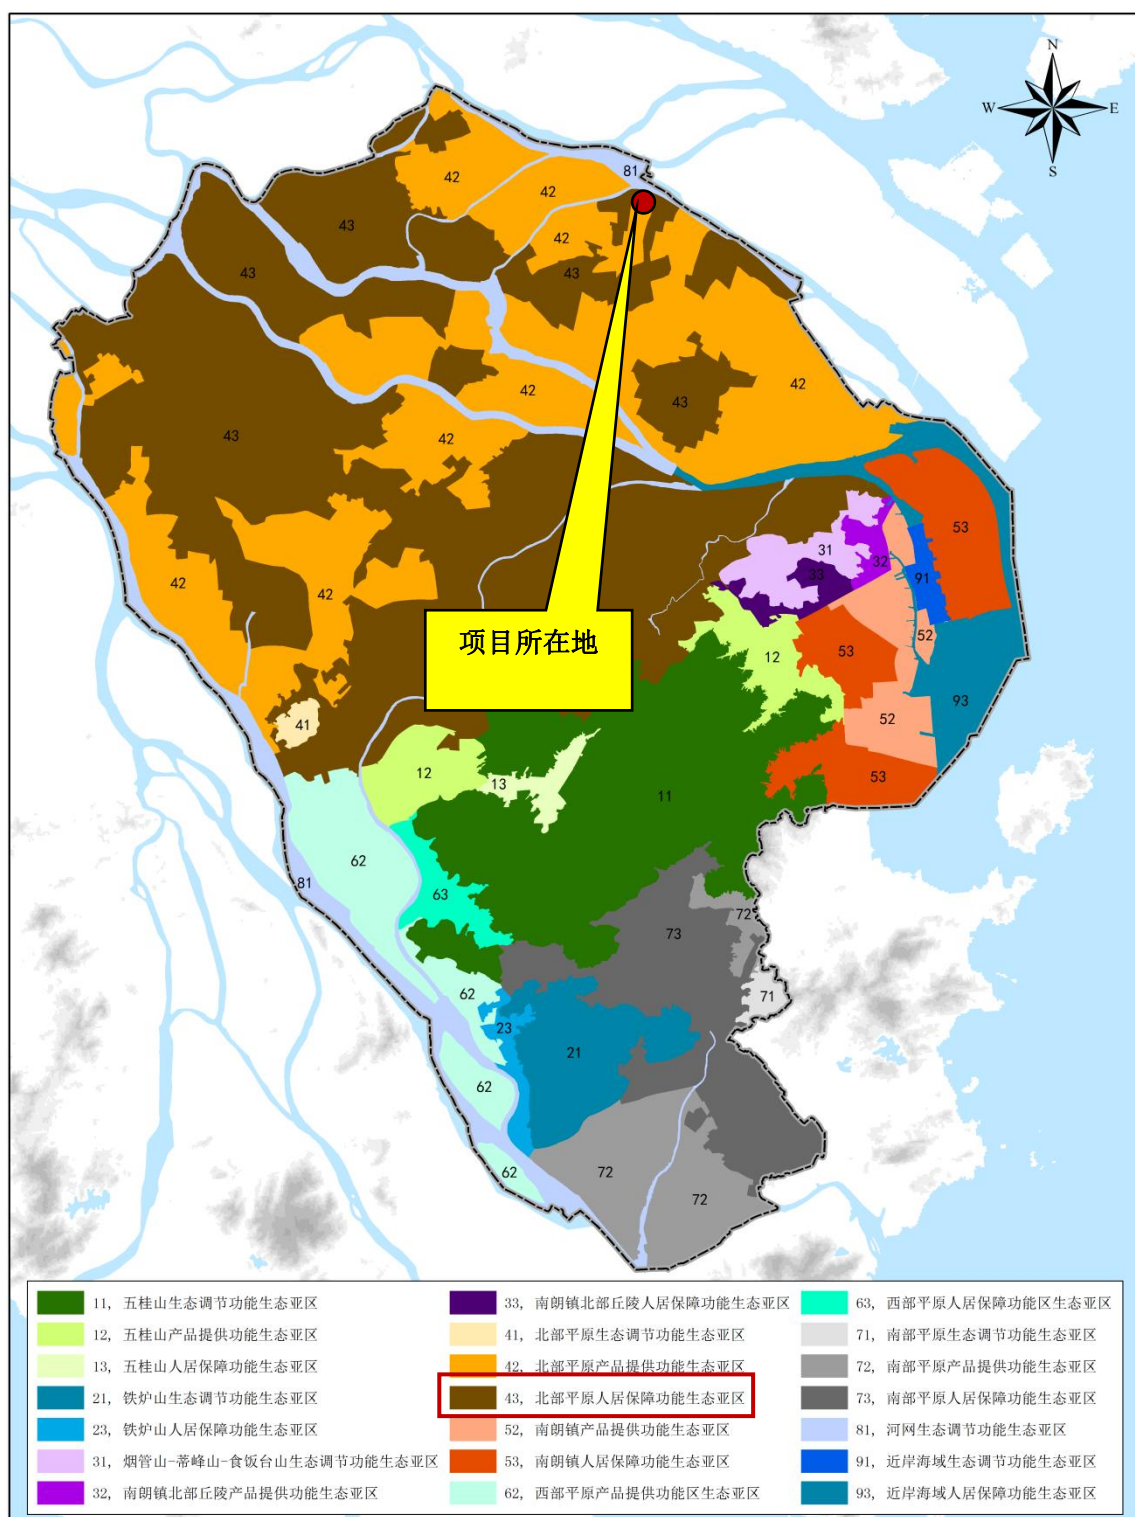 N
W E
S
81
42
42
43
42
43
43
42
43
42
42
43
42
53
31
33
32
91
42
42
52
项目所在地
12
53
93
41
52
12
13
53
11
62
81
63
72
73
62
71
23
21
62
62
72
72
11, 五桂山生态调节功能生态亚区
12, 五桂山产品提供功能生态亚区
13, 五桂山人居保障功能生态亚区
21, 铁炉山生态调节功能生态亚区
23, 铁炉山人居保障功能生态亚区
31, 烟管山-蒂峰山-食饭台山生态调节功能生态亚区
32, 南朗镇北部丘陵产品提供功能生态亚区
33, 南朗镇北部丘陵人居保障功能生态亚区
41, 北部平原生态调节功能生态亚区
42, 北部平原产品提供功能生态亚区
43, 北部平原人居保障功能生态亚区
52, 南朗镇产品提供功能生态亚区
53, 南朗镇人居保障功能生态亚区
62, 西部平原产品提供功能区生态亚区
63, 西部平原人居保障功能区生态亚区
71, 南部平原生态调节功能生态亚区
72, 南部平原产品提供功能生态亚区
73, 南部平原人居保障功能生态亚区
81, 河网生态调节功能生态亚区
91, 近岸海域生态调节功能生态亚区
93, 近岸海域人居保障功能生态亚区